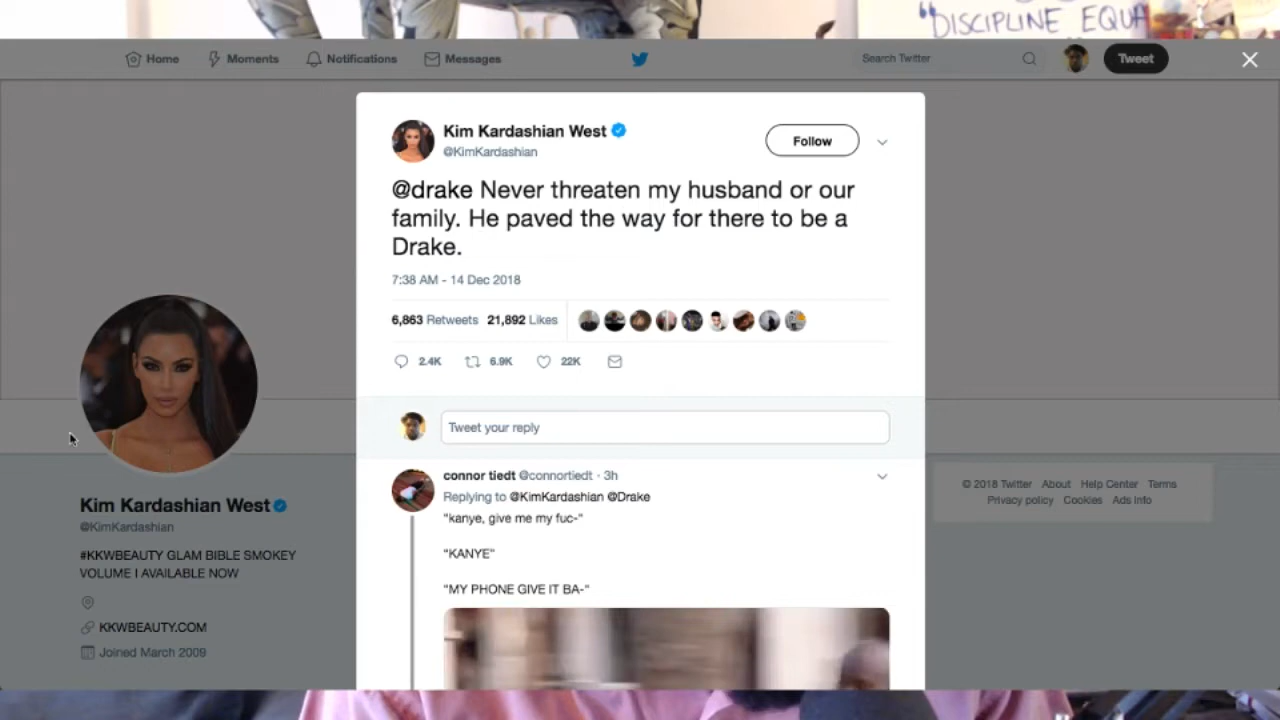 "DISCIPLINE EQUA
Home
Moments
Notifications
Messages
Search Twitter
Tweet
Kim Kardashian West
@KimKardashian
Follow
@drake Never threaten my husband or our
family. He paved the way for there to be a
Drake.
7:38 AM - 14 Dec 2018
6,863 Retweets 21,892 Likes
2.4K 6.9K 22K
Tweet your reply
connor tiedt @connortiedt · 3h
Replying to @KimKardashian @Drake
"kanye, give me my fuc-"
"KANYE"
"MY PHONE GIVE IT BA-"
Kim Kardashian West
@KimKardashian
#KKWBEAUTY GLAM BIBLE SMOKEY
VOLUME I AVAILABLE NOW
KKWBEAUTY.COM
Joined March 2009
© 2018 Twitter About Help Center Terms
Privacy policy Cookies Ads info